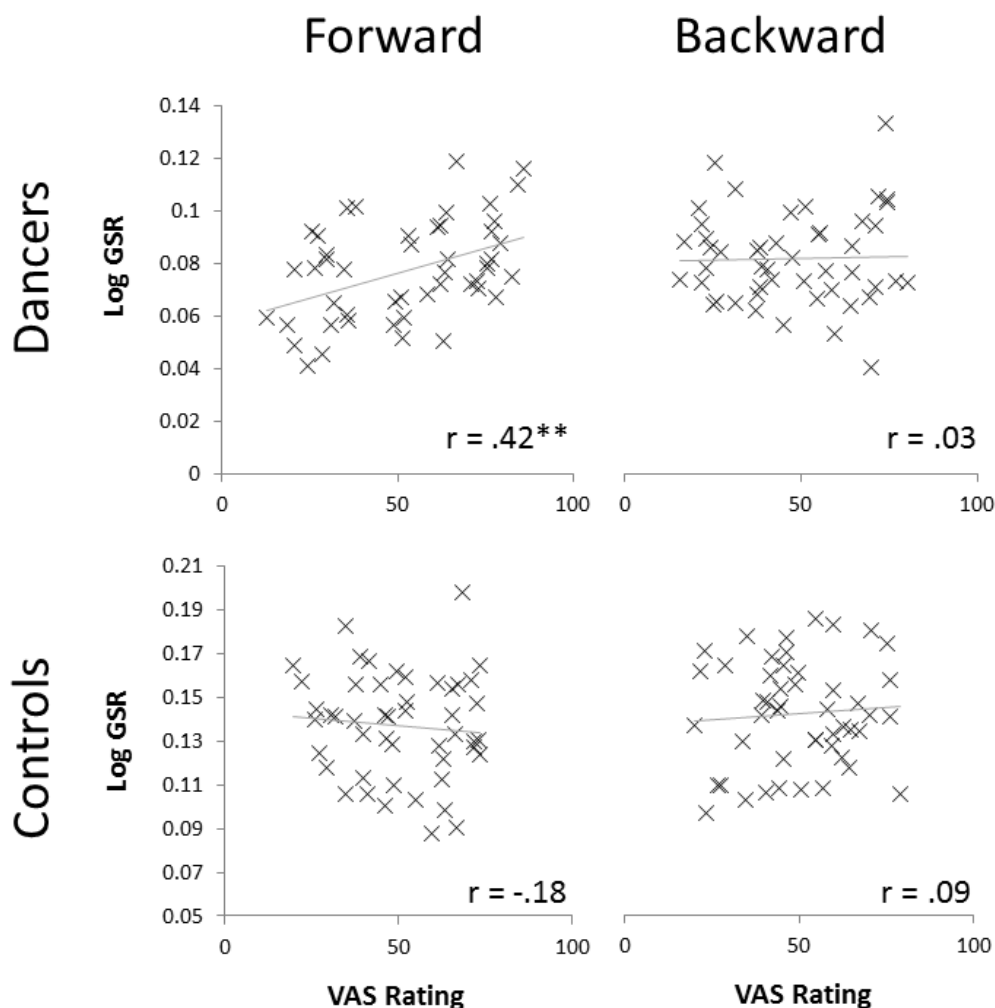 Forward
Backward
Dancers
Log GSR
0.14
0.12
0.1
0.08
0.06
0.04
0.02
0
r = .42**
0
50
100
r = .03
0
50
100
Controls
Log GSR
0.21
0.19
0.17
0.15
0.13
0.11
0.09
0.07
0.05
r = -.18
0
50
100
VAS Rating
r = .09
0
50
100
VAS Rating